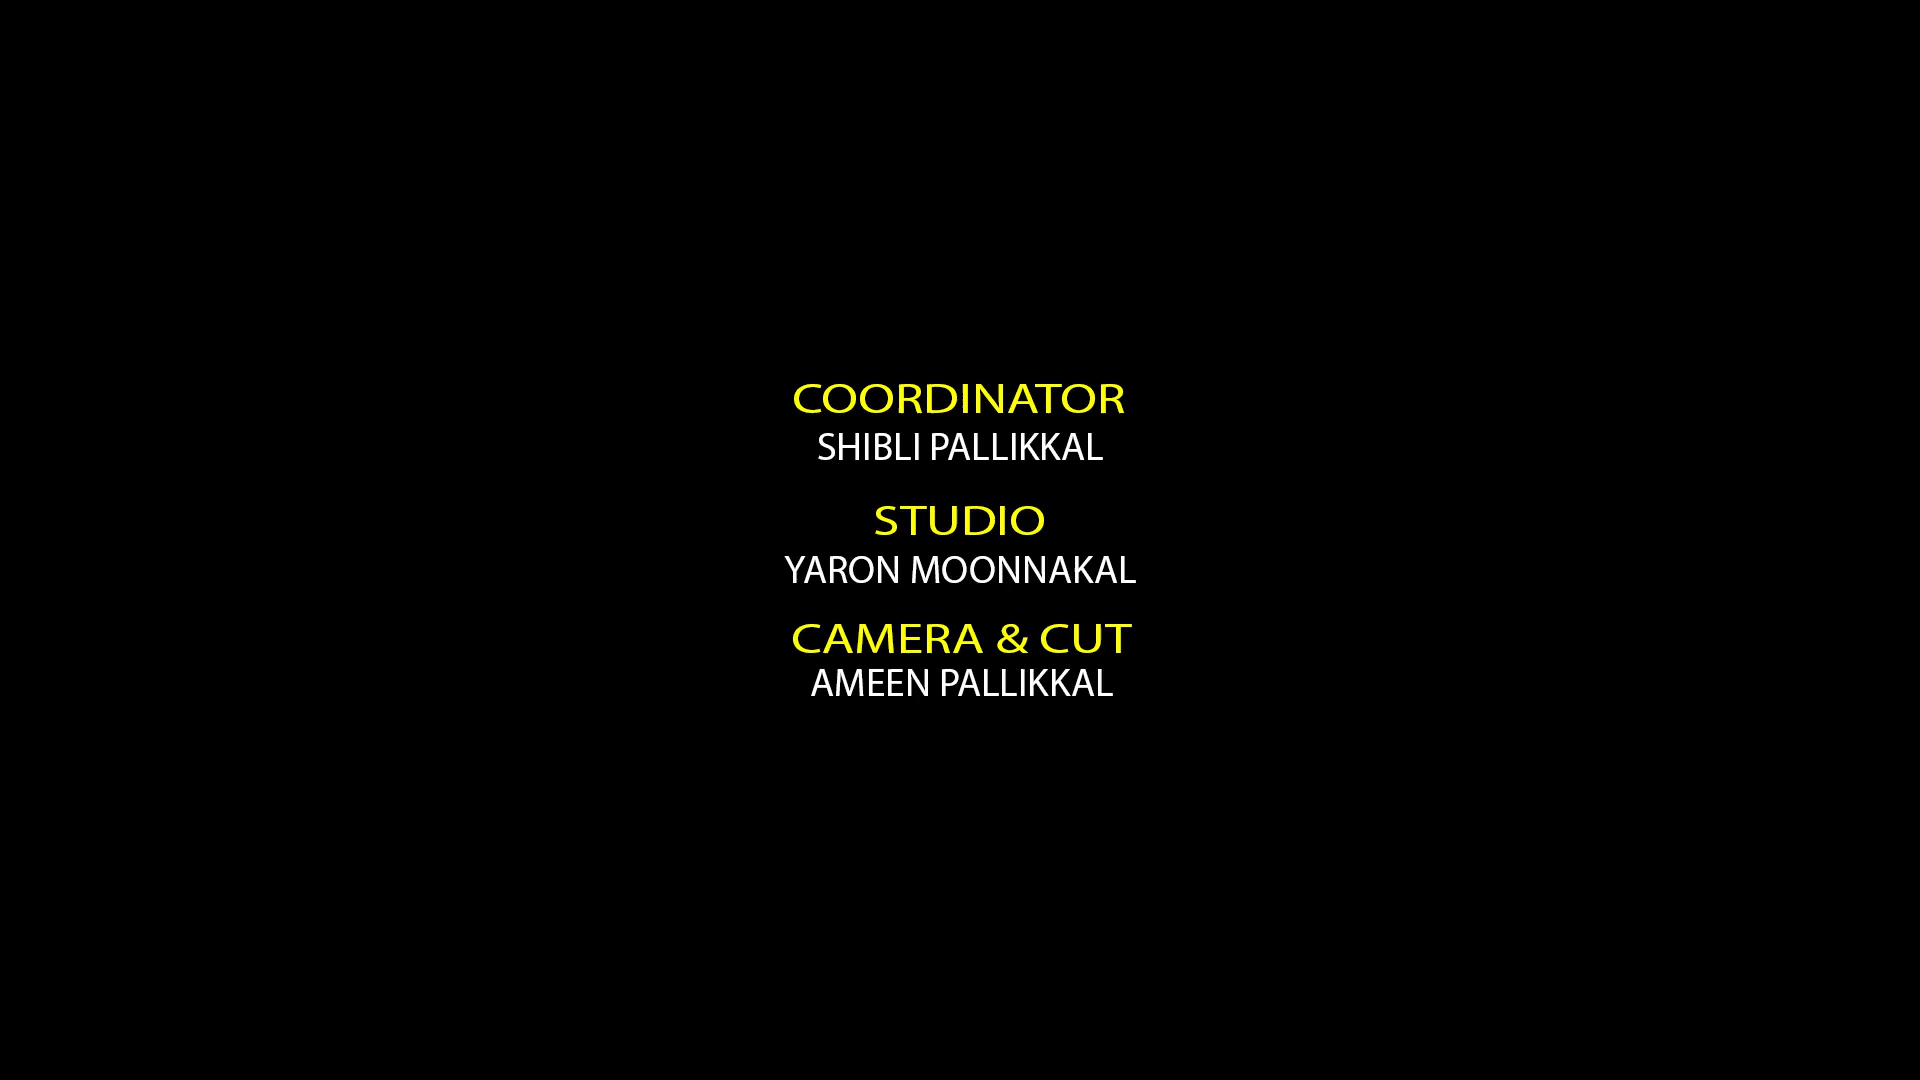 COORDINATOR
SHIBLI PALLIKKAL
STUDIO
YARON MOONNAKAL
CAMERA & CUT
AMEEN PALLIKKAL